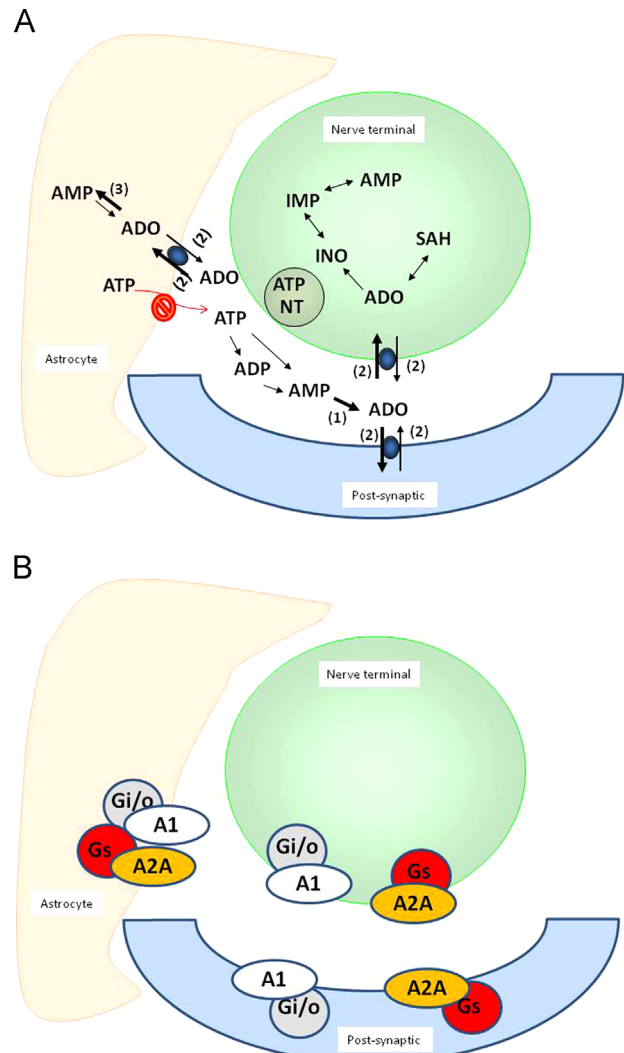 A
Nerve terminal
AMP
IMP
AMP
(3)
ADO
(2)
SAH
INO
(2)
ADO
ATP
ATP
NT
ADO
ATP
Astrocyte
ADP
(2)
(2)
AMP
(1)
ADO
(2)
(2)
Post-synaptic
B
Nerve terminal
Gi/o
A1
Gs
A2A
Gi/o
A1
Gs
A2A
Astrocyte
A1
Gi/o
A2A
Gs
Post-synaptic